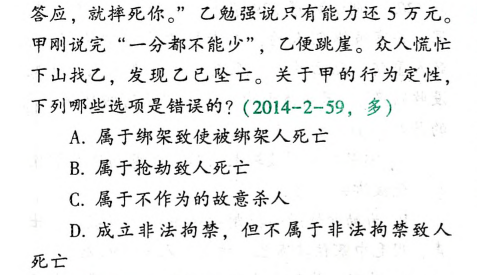 答应，就摔死你。” 乙勉强说只有能力还 5 万元。
甲刚说完 “一分都不能少”，乙便跳崖。众人慌忙
下山找乙，发现乙已坠亡。关于甲的行为定性，
下列哪些选项是错误的？(2014-2-59，多)
A. 属于绑架致使被绑架人死亡
B. 属于抢劫致人死亡
C. 属于不作为的故意杀人
D. 成立非法拘禁，但不属于非法拘禁致人
死亡